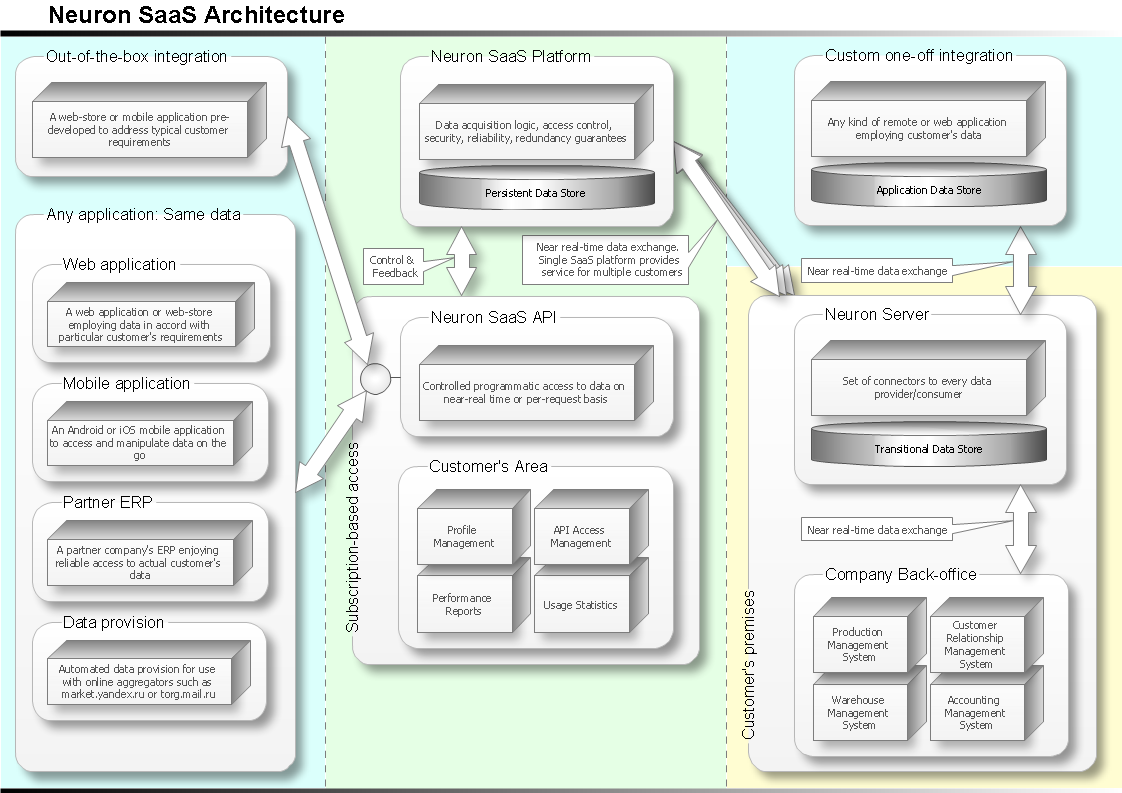 Neuron SaaS Architecture
Out-of-the-box integration
A web-store or mobile application pre-
developed to address typical customer
requirements
Any application: Same data
Web application
A web application or web-store
employing data in accord with
particular customer's requirements
Mobile application
An Android or iOS mobile application
to access and manipulate data on the
go
Partner ERP
A partner company's ERP enjoying
reliable access to actual customer's
data
Data provision
Automated data provision for use
with online aggregators such as
market.yandex.ru or torg.mail.ru
Neuron SaaS Platform
Data acquisition logic, access control,
security, reliability, redundancy guarantees
Persistent Data Store
Control &
Feedback
Near real-time data exchange.
Single SaaS platform provides
service for multiple customers
Subscription-based access
Neuron SaaS API
Controlled programmatic access to data on
near-real time or per-request basis
Customer's Area
Profile
Management
API Access
Management
Performance
Reports
Usage Statistics
Custom one-off integration
Any kind of remote or web application
employing customer's data
Application Data Store
Near real-time data exchange
Customer's premises
Neuron Server
Set of connectors to every data
provider/consumer
Transitional Data Store
Near real-time data exchange
Company Back-office
Production
Management
System
Customer
Relationship
Management
System
Warehouse
Management
System
Accounting
Management
System